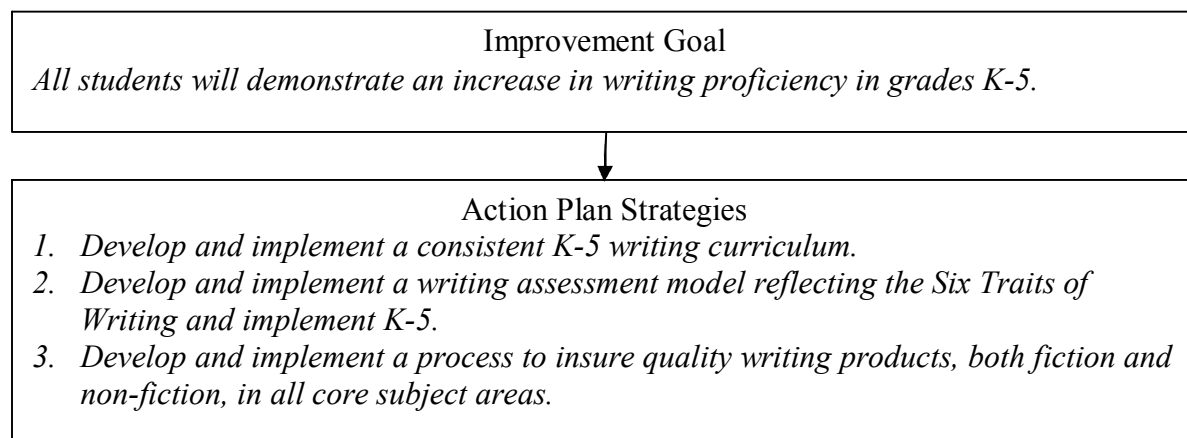 Improvement Goal
All students will demonstrate an increase in writing proficiency in grades K-5.
Action Plan Strategies
1. Develop and implement a consistent K-5 writing curriculum.
2. Develop and implement a writing assessment model reflecting the Six Traits of
Writing and implement K-5.
3. Develop and implement a process to insure quality writing products, both fiction and
non-fiction, in all core subject areas.